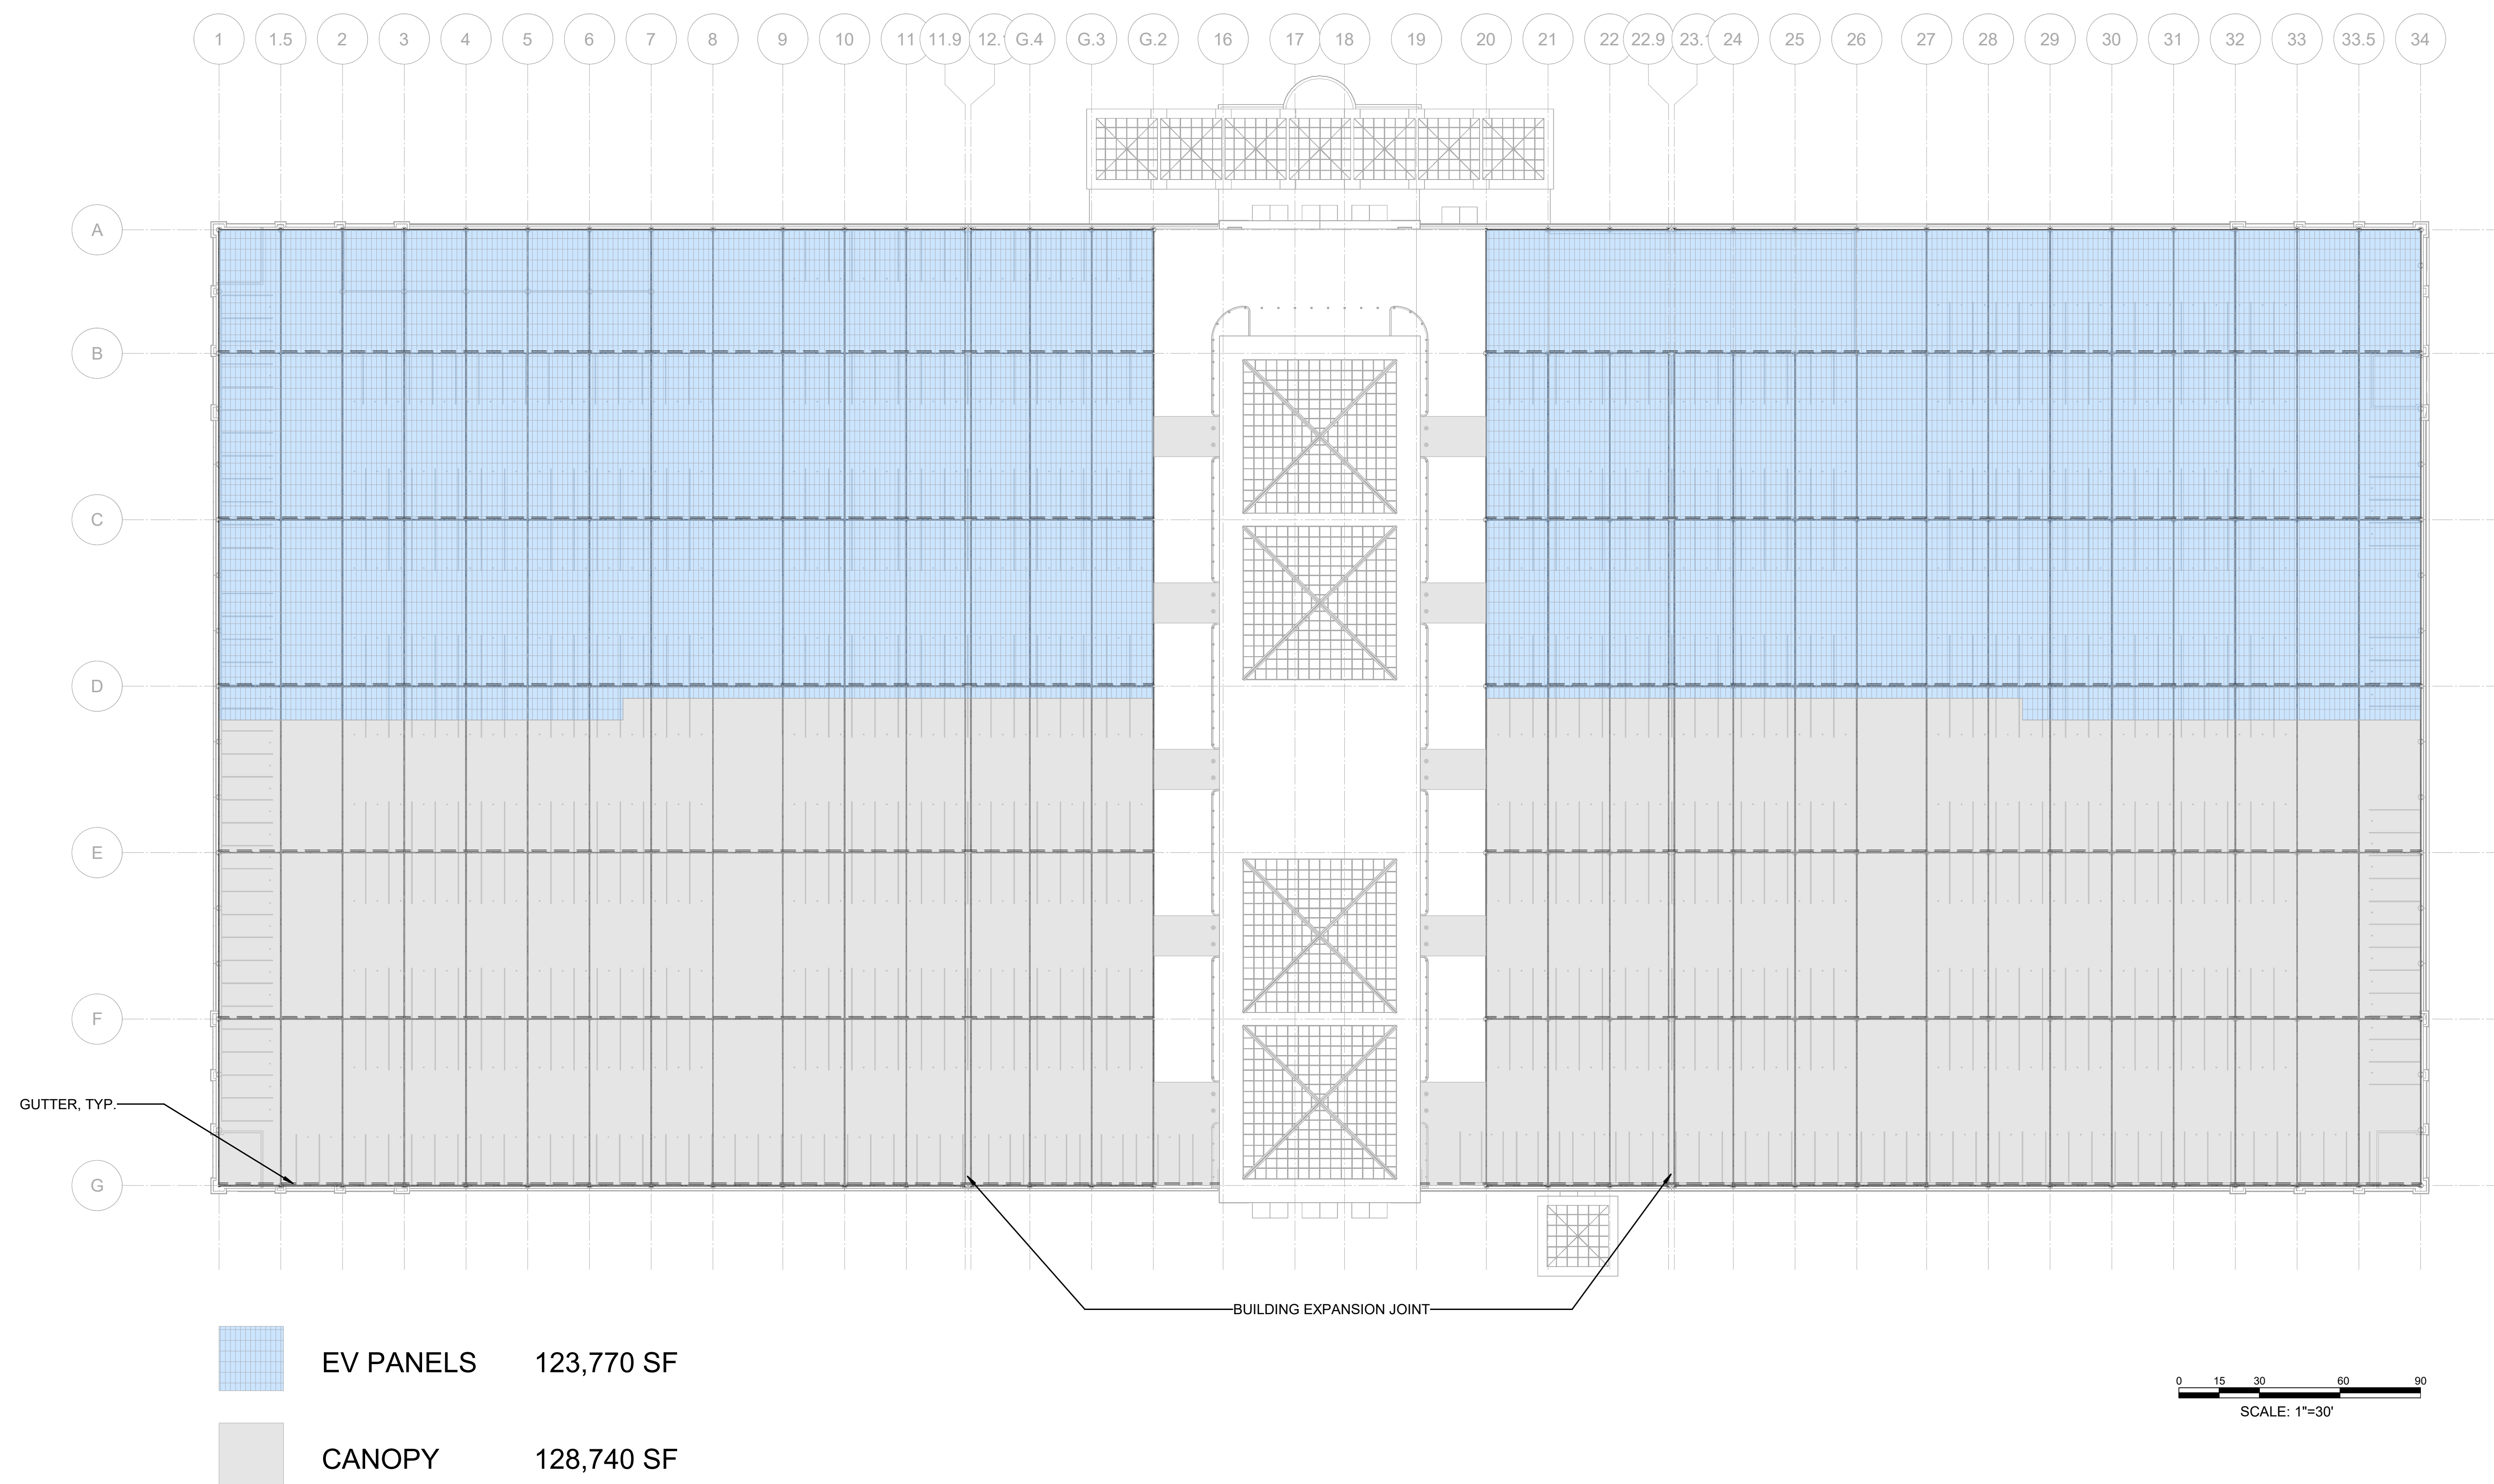 1 1.5 2 3 4 5 6 7 8 9 10 11 11.9 12. G.4 G.3 G.2 16 17 18 19 20 21 22 22.9 23. 24 25 26 27 28 29 30 31 32 33 33.5 34
A
B
C
D
E
F
GUTTER, TYP.
G
BUILDING EXPANSION JOINT
EV PANELS 123,770 SF
0 15 30 60 90
SCALE: 1"=30'
CANOPY 128,740 SF